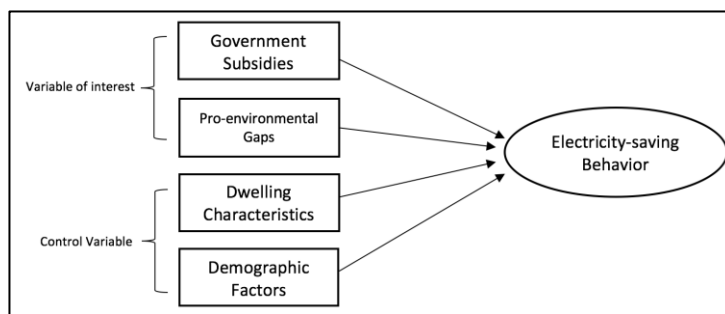 Government
Subsidies
Variable of interest
Pro-environmental
Gaps
Electricity-saving
Behavior
Dwelling
Characteristics
Control Variable
Demographic
Factors